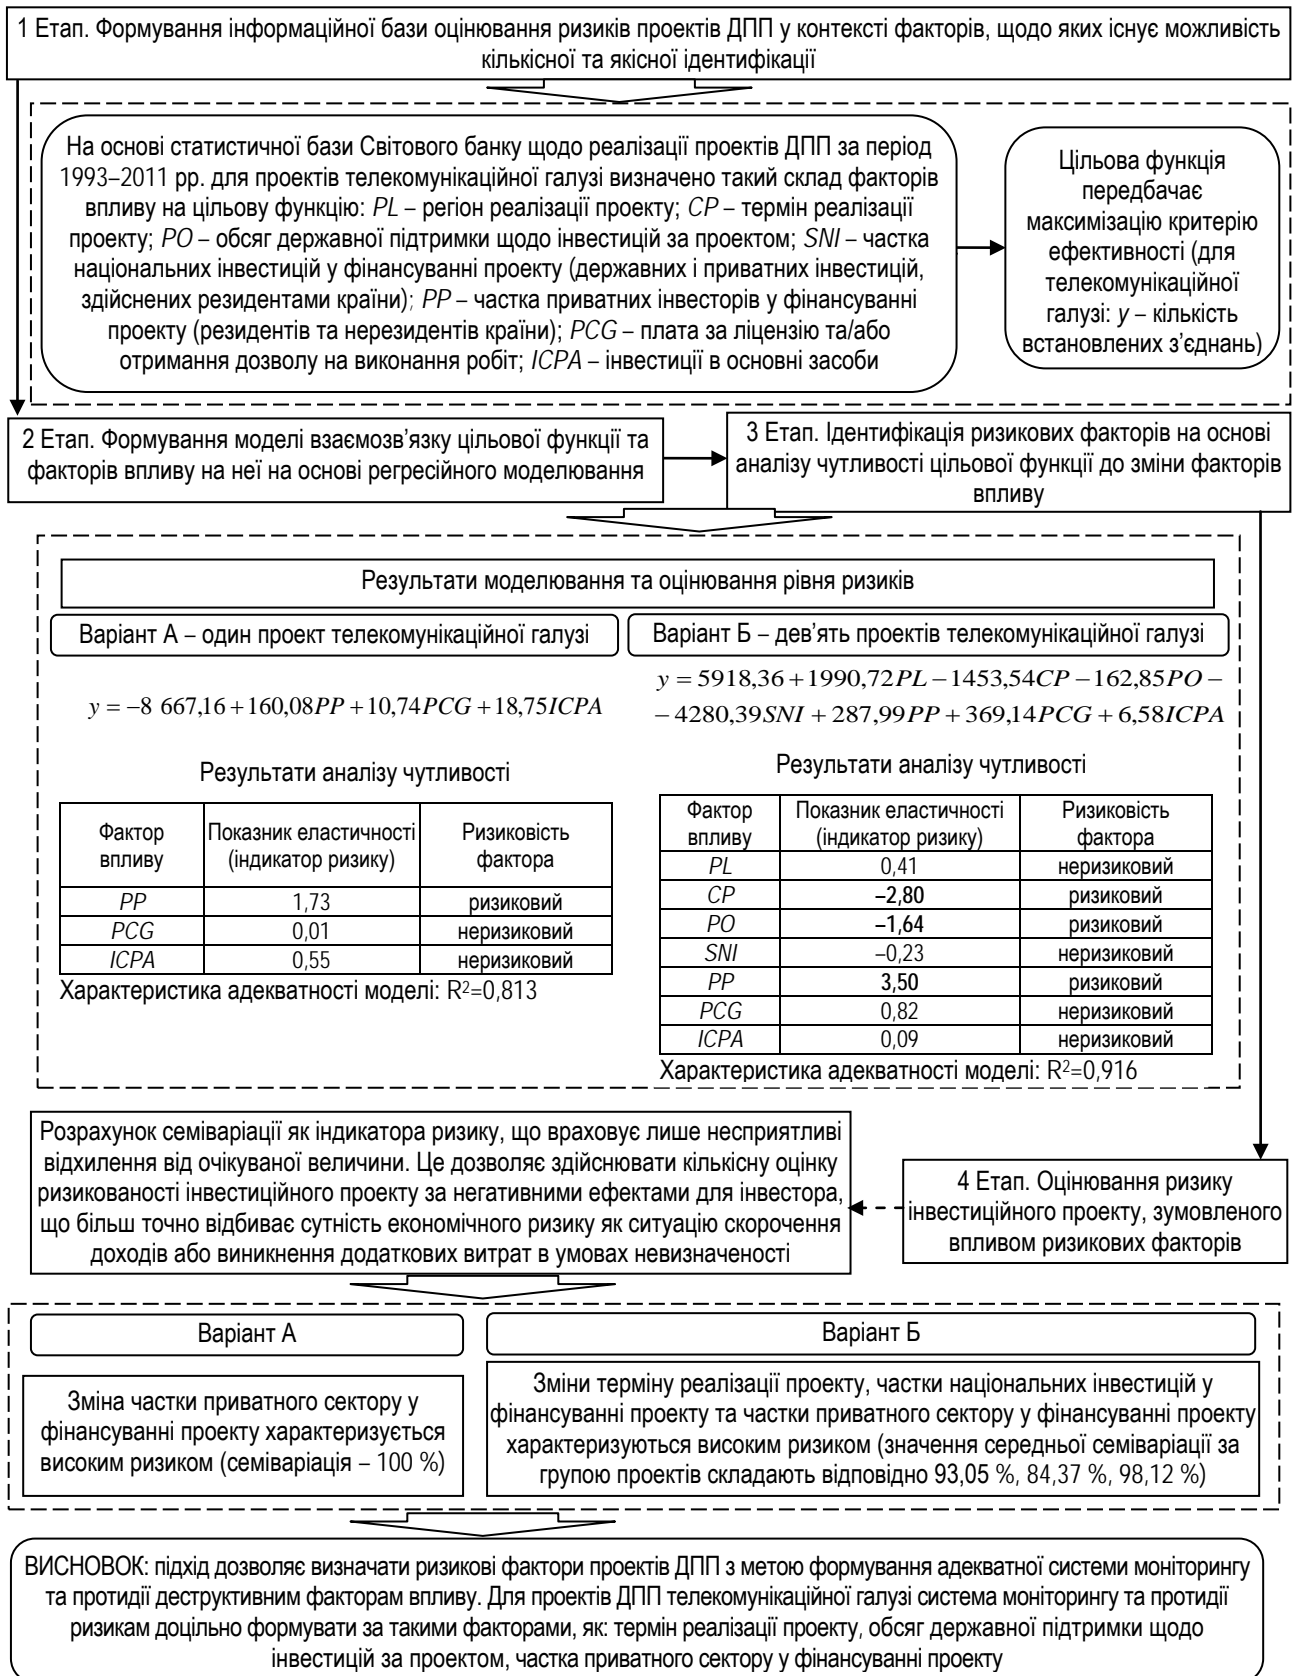 1 Етап. Формування інформаційної бази оцінювання ризиків проектів ДПП у контексті факторів, щодо яких існує можливість
кількісної та якісної ідентифікації
На основі статистичної бази Світового банку щодо реалізації проектів ДПП за період
1993–2011 рр. для проектів телекомунікаційної галузі визначено такий склад факторів
впливу на цільову функцію: PL – регіон реалізації проекту; CP – термін реалізації
проекту; PO – обсяг державної підтримки щодо інвестицій за проектом; SNI – частка
національних інвестицій у фінансуванні проекту (державних і приватних інвестицій,
здійснених резидентами країни); PP – частка приватних інвесторів у фінансуванні
проекту (резидентів та нерезидентів країни); PCG – плата за ліцензію та/або
отримання дозволу на виконання робіт; ICPA – інвестиції в основні засоби
Цільова функція
передбачає
максимізацію критерію
ефективності (для
телекомунікаційної
галузі: y – кількість
встановлених з’єднань)
2 Етап. Формування моделі взаємозв’язку цільової функції та
факторів впливу на неї на основі регресійного моделювання
3 Етап. Ідентифікація ризикових факторів на основі
аналізу чутливості цільової функції до зміни факторів
впливу
Результати моделювання та оцінювання рівня ризиків
Варіант А – один проект телекомунікаційної галузі
y = −8 667,16 + 160,08PP + 10,74PCG + 18,75ICPA
Результати аналізу чутливості
Фактор впливу | Показник еластичності (індикатор ризику) | Ризиковість фактора
PP | 1,73 | ризиковий
PCG | 0,01 | неризиковий
ICPA | 0,55 | неризиковий
Характеристика адекватності моделі: R²=0,813
Варіант Б – дев’ять проектів телекомунікаційної галузі
y = 5918,36 + 1990,72PL − 1453,54CP − 162,85PO −
− 4280,39SNI + 287,99PP + 369,14PCG + 6,58ICPA
Результати аналізу чутливості
Фактор впливу | Показник еластичності (індикатор ризику) | Ризиковість фактора
PL | 0,41 | неризиковий
CP | –2,80 | ризиковий
PO | –1,64 | ризиковий
SNI | –0,23 | неризиковий
PP | 3,50 | ризиковий
PCG | 0,82 | неризиковий
ICPA | 0,09 | неризиковий
Характеристика адекватності моделі: R²=0,916
Розрахунок семіваріації як індикатора ризику, що враховує лише несприятливі
відхилення від очікуваної величини. Це дозволяє здійснювати кількісну оцінку
ризикованості інвестиційного проекту за негативними ефектами для інвестора,
що більш точно відбиває сутність економічного ризику як ситуацію скорочення
доходів або виникнення додаткових витрат в умовах невизначеності
4 Етап. Оцінювання ризику
інвестиційного проекту, зумовленого
впливом ризикових факторів
Варіант А
Зміна частки приватного сектору у
фінансуванні проекту характеризується
високим ризиком (семіваріація – 100 %)
Варіант Б
Зміни терміну реалізації проекту, частки національних інвестицій у
фінансуванні проекту та частки приватного сектору у фінансуванні проекту
характеризуються високим ризиком (значення середньої семіваріації за
групою проектів складають відповідно 93,05 %, 84,37 %, 98,12 %)
ВИСНОВОК: підхід дозволяє визначати ризикові фактори проектів ДПП з метою формування адекватної системи моніторингу
та протидії деструктивним факторам впливу. Для проектів ДПП телекомунікаційної галузі система моніторингу та протидії
ризикам доцільно формувати за такими факторами, як: термін реалізації проекту, обсяг державної підтримки щодо
інвестицій за проектом, частка приватного сектору у фінансуванні проекту